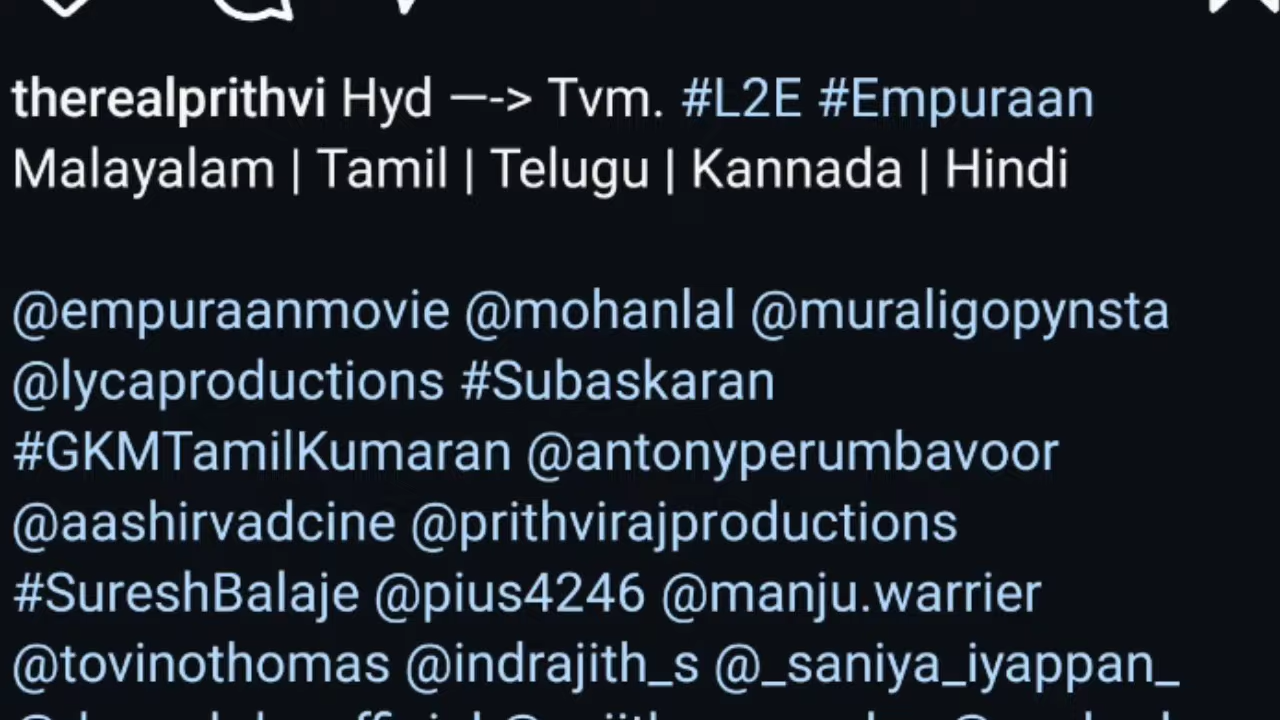 therealprithvi Hyd —-> Tvm. #L2E #Empuraan
Malayalam | Tamil | Telugu | Kannada | Hindi
@empuraanmovie @mohanlal @muraligopynsta
@lycaproductions #Subaskaran
#GKMTamilKumaran @antonyperumbavoor
@aashirvadcine @prithvirajproductions
#SureshBalaje @pius4246 @manju.warrier
@tovinothomas @indrajith_s @_saniya_iyappan_